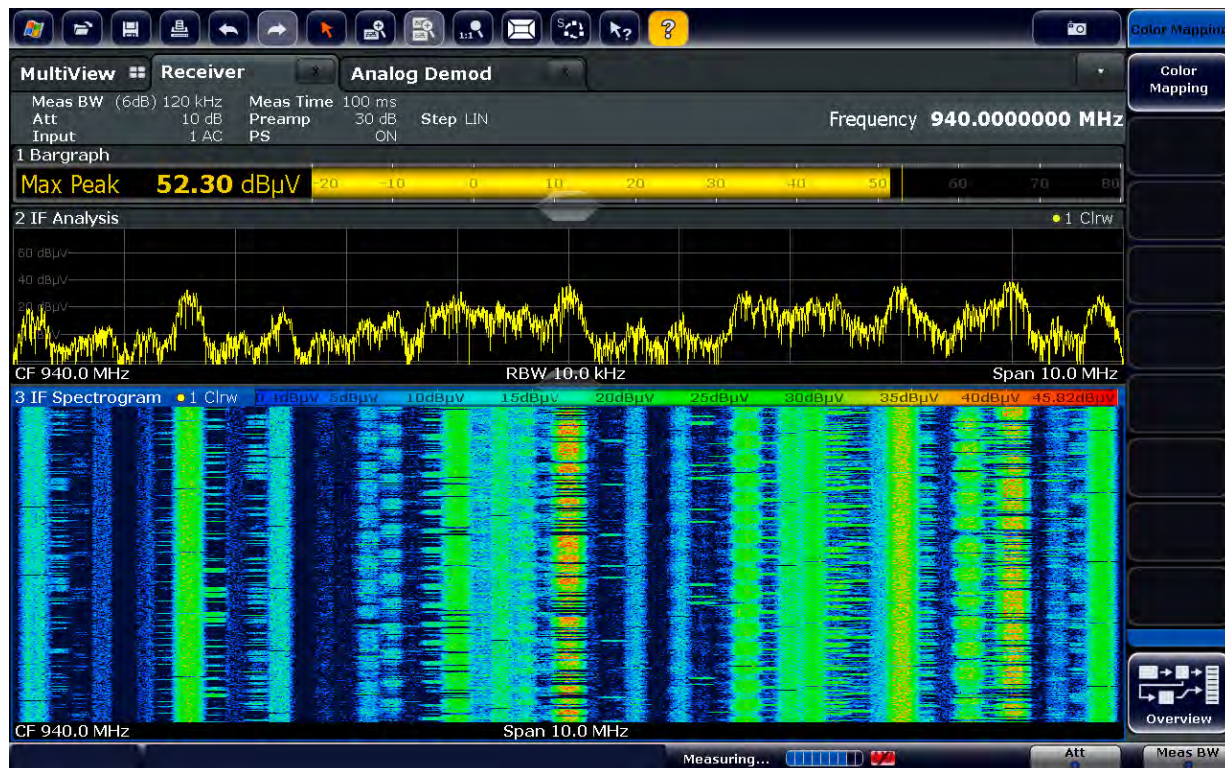 Color Mapping
MultiView Receiver x Analog Demod x
Color
Mapping
Meas BW (6dB) 120 kHz Meas Time 100 ms
Att 10 dB Preamp 30 dB Step LIN
Input 1 AC PS ON
Frequency 940.0000000 MHz
1 Bargraph
Max Peak 52.30 dBµV -20 -10 0 10 20 30 40 50 60 70 80
2 IF Analysis 1 Clrw
60 dBµV
40 dBµV
20 dBµV
CF 940.0 MHz RBW 10.0 kHz Span 10.0 MHz
3 IF Spectrogram 1 Clrw 5dBµV 10dBµV 15dBµV 20dBµV 25dBµV 30dBµV 35dBµV 40dBµV 45.82dBµV
CF 940.0 MHz Span 10.0 MHz
Overview
Measuring... Att Meas BW